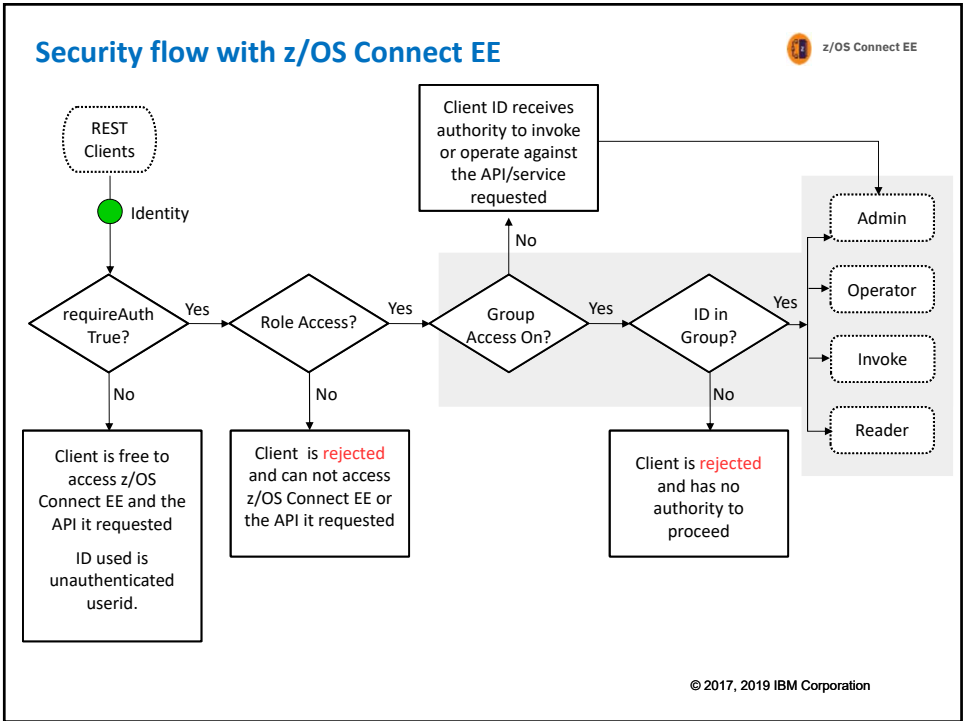 Security flow with z/OS Connect EE
z/OS Connect EE
REST
Clients
Identity
Client ID receives
authority to invoke
or operate against
the API/service
requested
No
requireAuth
True?
Yes
Role Access?
Yes
Group
Access On?
Yes
ID in
Group?
Yes
Admin
Operator
Invoke
Reader
No
No
No
Client is free to
access z/OS
Connect EE and the
API it requested
ID used is
unauthenticated
userid.
Client is rejected
and can not access
z/OS Connect EE or
the API it requested
Client is rejected
and has no
authority to
proceed
© 2017, 2019 IBM Corporation